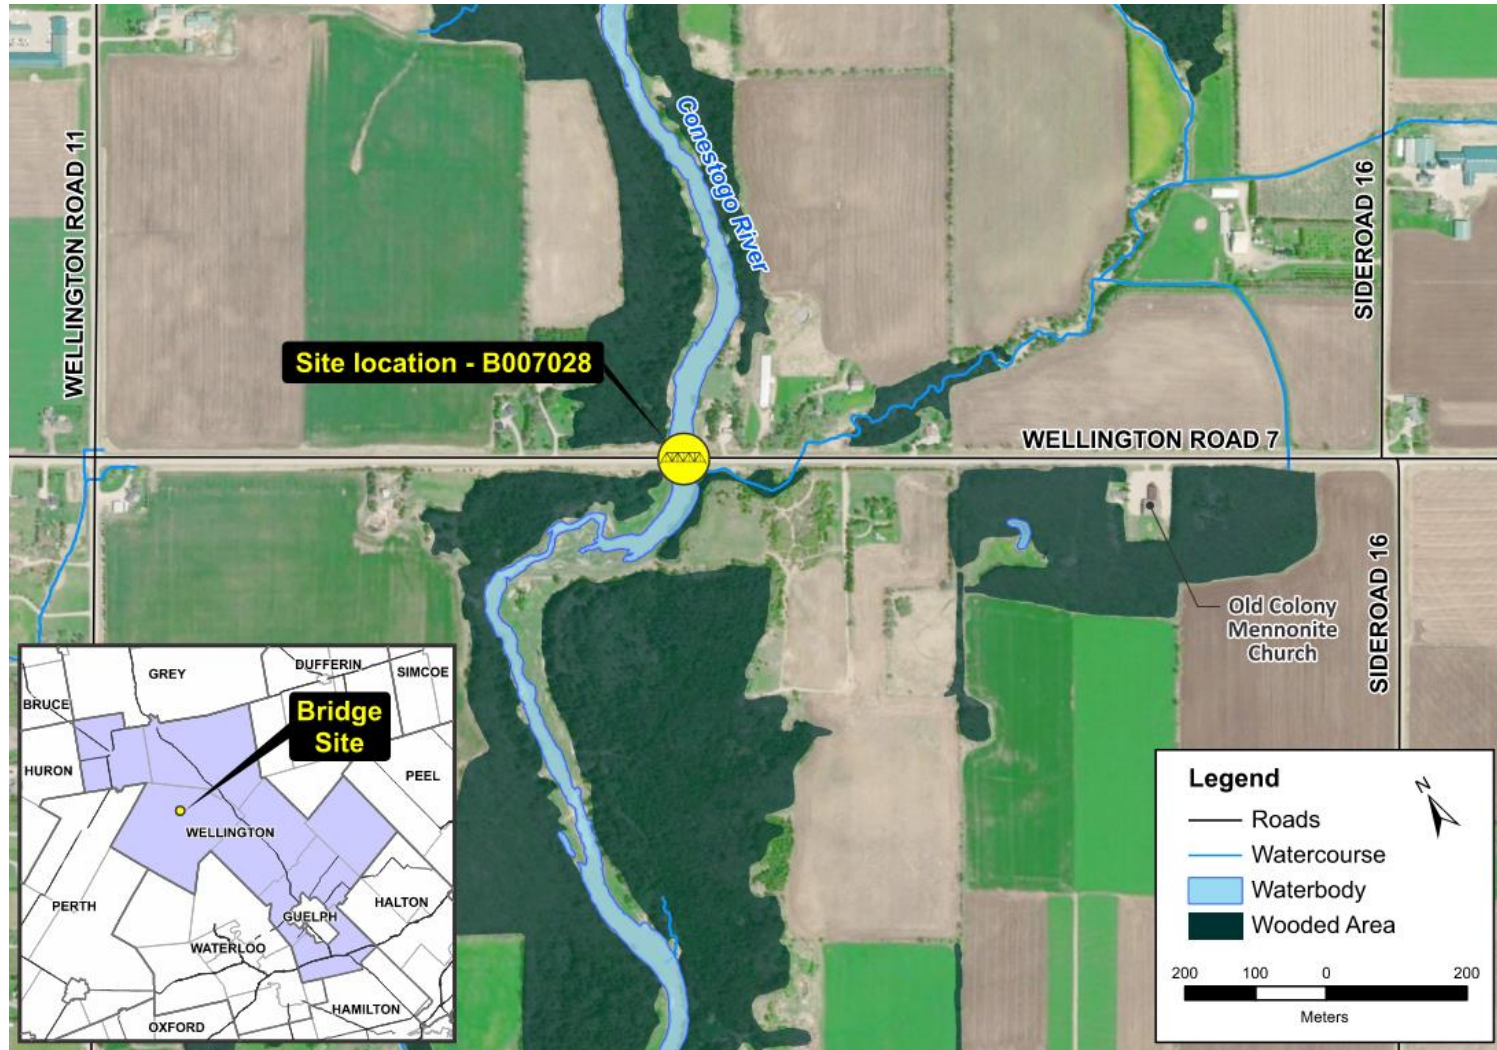 Conestogo River
WELLINGTON ROAD 11
SIDEROAD 16
Site location - B007028
WELLINGTON ROAD 7
Old Colony
Mennonite
Church
SIDEROAD 16
GREY
DUFFERIN
SIMCOE
BRUCE
Bridge
Site
HURON
PEEL
WELLINGTON
PERTH
GUELPH
HALTON
WATERLOO
HAMILTON
OXFORD
Legend
N
Roads
Watercourse
Waterbody
Wooded Area
200 100 0 200
Meters